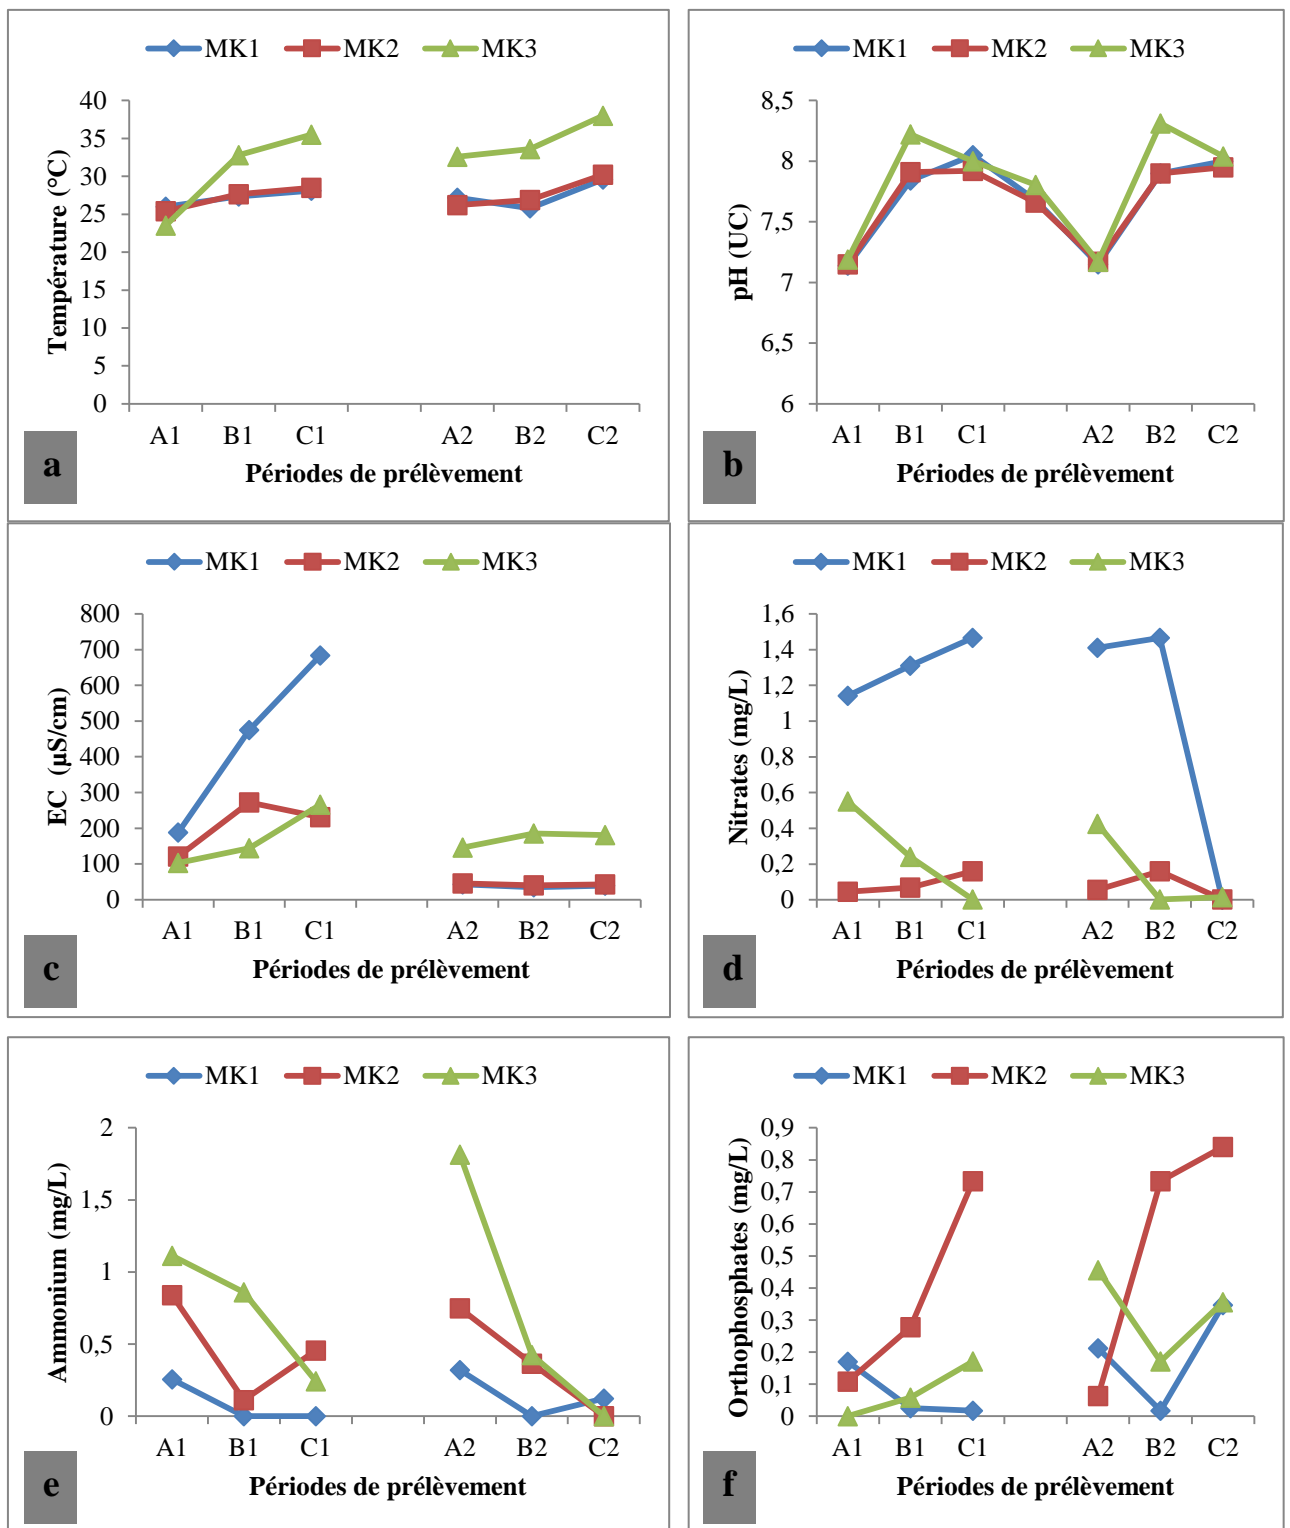 MK1 MK2 MK3
40
35
30
25
20
15
10
5
0
Température (°C)
A1 B1 C1 A2 B2 C2
Périodes de prélèvement
a
MK1 MK2 MK3
8,5
8
7,5
7
6,5
6
pH (UC)
A1 B1 C1 A2 B2 C2
Périodes de prélèvement
b
MK1 MK2 MK3
800
700
600
500
400
300
200
100
0
EC (µS/cm)
A1 B1 C1 A2 B2 C2
Périodes de prélèvement
c
MK1 MK2 MK3
1,6
1,4
1,2
1
0,8
0,6
0,4
0,2
0
Nitrates (mg/L)
A1 B1 C1 A2 B2 C2
Périodes de prélèvement
d
MK1 MK2 MK3
2
1,5
1
0,5
0
Ammonium (mg/L)
A1 B1 C1 A2 B2 C2
Périodes de prélèvement
e
MK1 MK2 MK3
0,9
0,8
0,7
0,6
0,5
0,4
0,3
0,2
0,1
0
Orthophosphates (mg/L)
A1 B1 C1 A2 B2 C2
Périodes de prélèvement
f